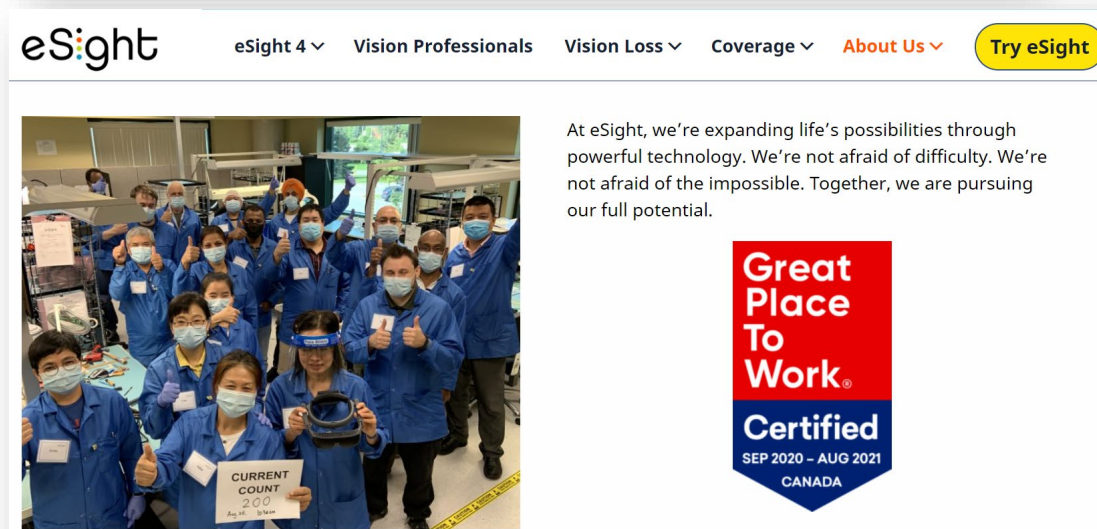 eSight
eSight 4
Vision Professionals
Vision Loss
Coverage
About Us
Try eSight
At eSight, we’re expanding life’s possibilities through
powerful technology. We’re not afraid of difficulty. We’re
not afraid of the impossible. Together, we are pursuing
our full potential.
Great
Place
To
Work®
Certified
SEP 2020 – AUG 2021
CANADA
CURRENT
COUNT
200